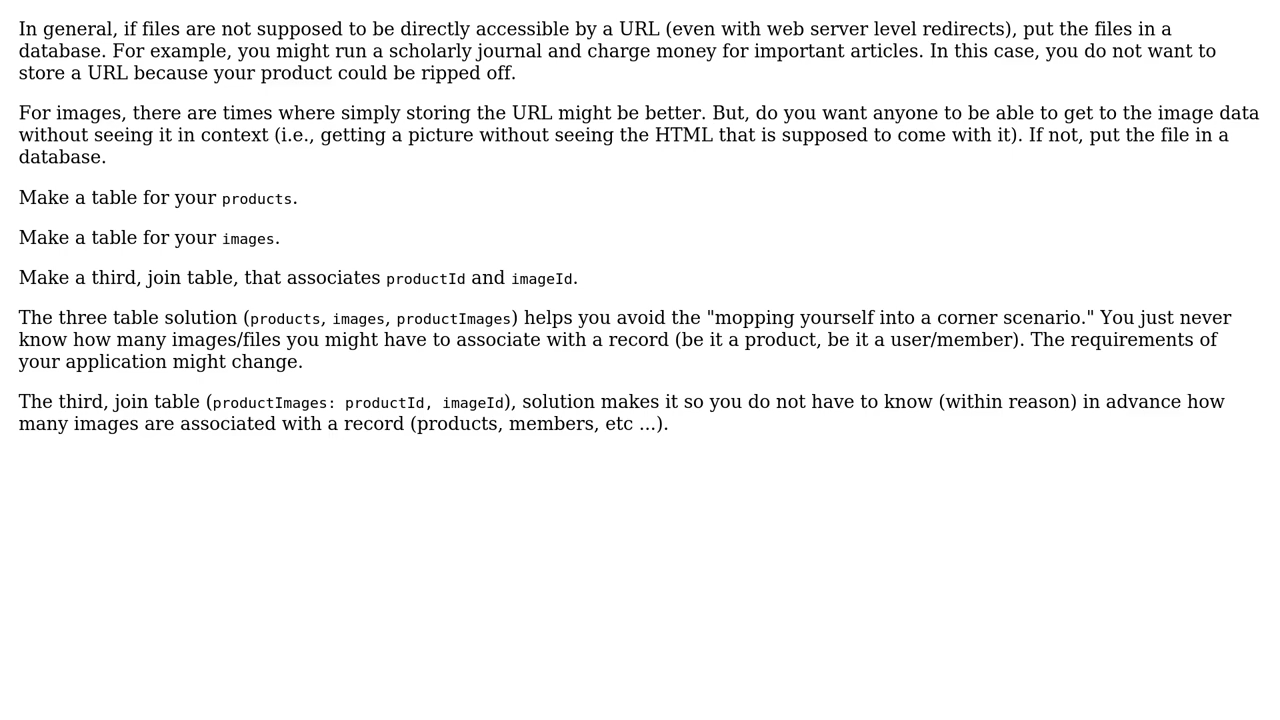 In general, if files are not supposed to be directly accessible by a URL (even with web server level redirects), put the files in a
database. For example, you might run a scholarly journal and charge money for important articles. In this case, you do not want to
store a URL because your product could be ripped off.
For images, there are times where simply storing the URL might be better. But, do you want anyone to be able to get to the image data
without seeing it in context (i.e., getting a picture without seeing the HTML that is supposed to come with it). If not, put the file in a
database.
Make a table for your products.
Make a table for your images.
Make a third, join table, that associates productId and imageId.
The three table solution (products, images, productImages) helps you avoid the "mopping yourself into a corner scenario." You just never
know how many images/files you might have to associate with a record (be it a product, be it a user/member). The requirements of
your application might change.
The third, join table (productImages: productId, imageId), solution makes it so you do not have to know (within reason) in advance how
many images are associated with a record (products, members, etc ...).